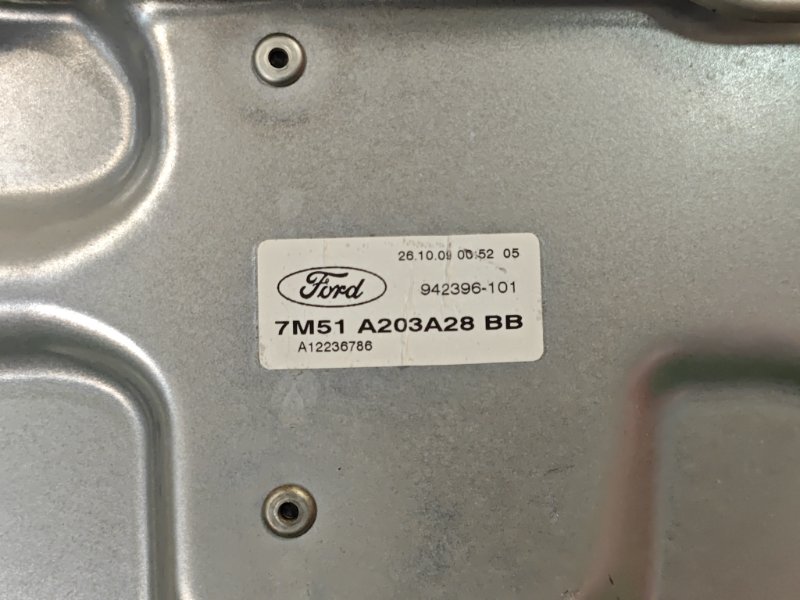 26.10.09 00:52 05
Ford
942396-101
7M51 A203A28 BB
A12236786